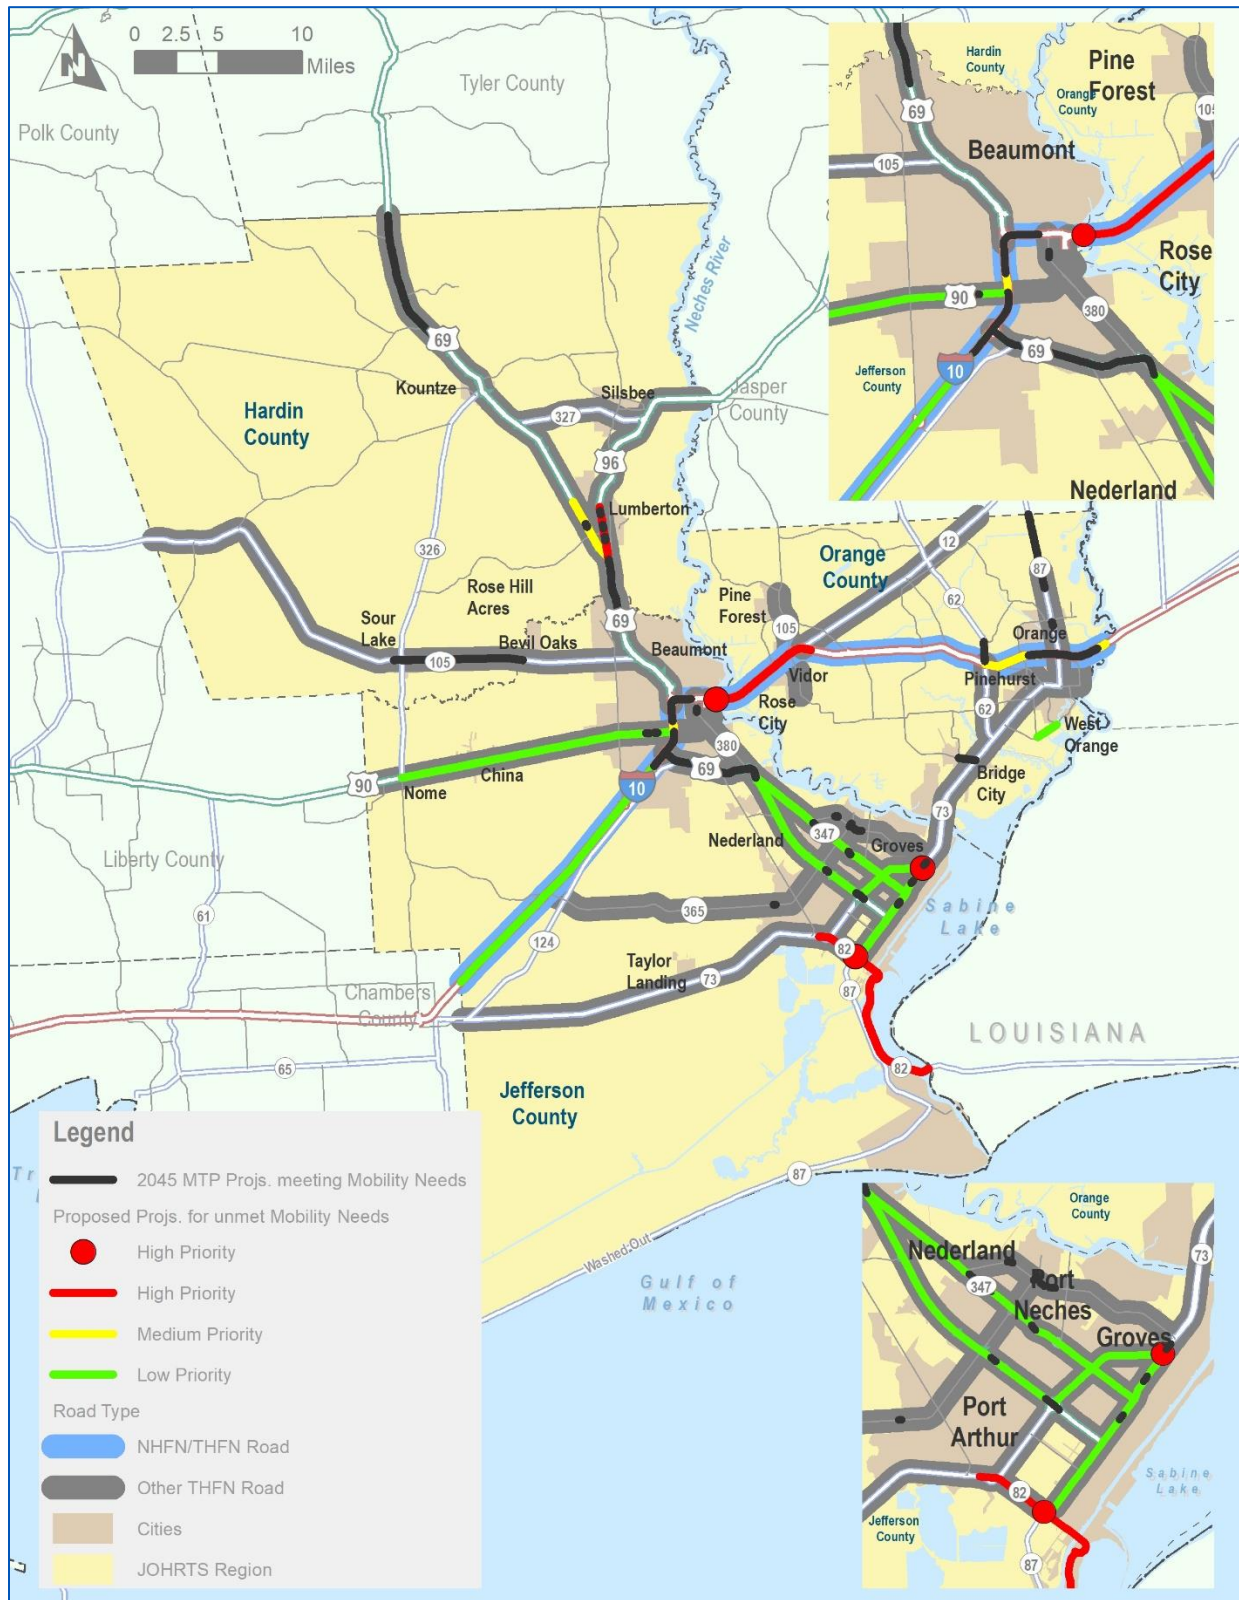 N
0 2.5 5 10
Miles
Tyler County
Polk County
Neches River
69
Kountze
Hardin
County
Silsbee
327
Jasper
County
96
Lumberton
326
Rose Hill
Acres
Sour
Lake
105
Bevil Oaks
69
Beaumont
Pine
Forest
105
Orange
County
12
62
87
Orange
Vidor
Pinehurst
Rose
City
62
West
Orange
380
69
Bridge
City
90
Nome
China
10
73
Nederland
347
Groves
Liberty County
61
365
124
Sabine
Lake
82
Taylor
Landing
73
87
Chambers
County
65
LOUISIANA
82
Jefferson
County
87
Washed Out
Gulf of
Mexico
Hardin
County
Pine
Forest
Orange
County
69
105
Beaumont
105
Rose
City
90
380
69
Jefferson
County
10
Nederland
Orange
County
Nederland
73
347
Port
Neches
Groves
Port
Arthur
Sabine
Lake
82
Jefferson
County
87
Legend
2045 MTP Projs. meeting Mobility Needs
Proposed Projs. for unmet Mobility Needs
High Priority
High Priority
Medium Priority
Low Priority
Road Type
NHFN/THFN Road
Other THFN Road
Cities
JOHRTS Region